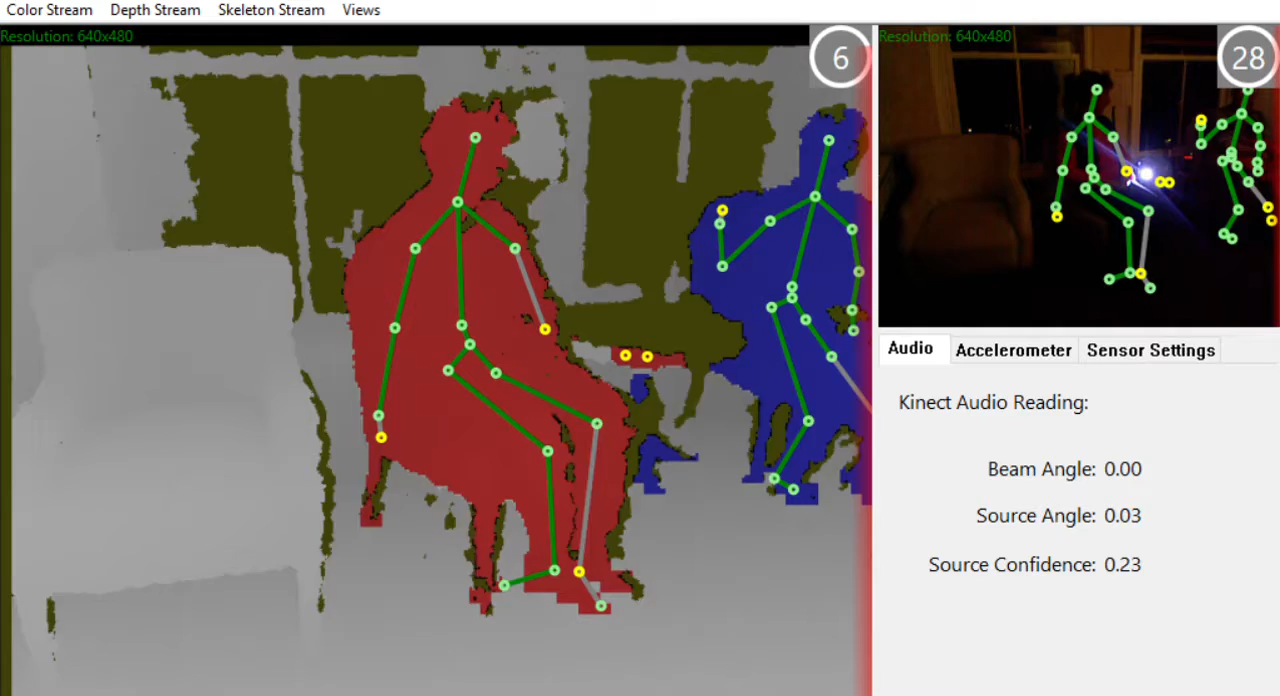 Color Stream Depth Stream Skeleton Stream Views
Resolution: 640x480
6
Resolution: 640x480
28
Audio Accelerometer Sensor Settings
Kinect Audio Reading:
Beam Angle: 0.00
Source Angle: 0.03
Source Confidence: 0.23